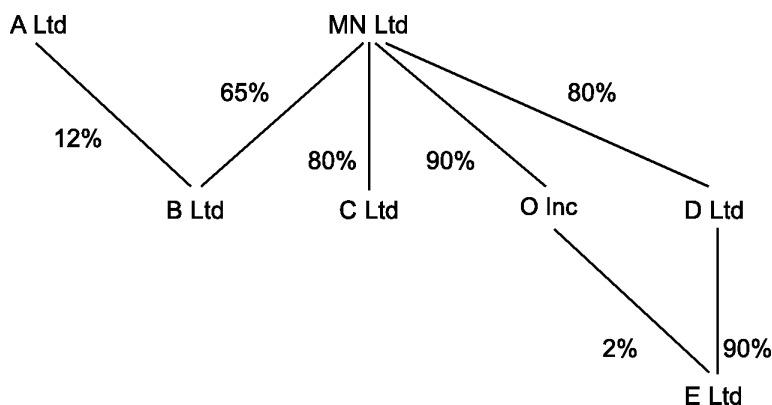 A Ltd MN Ltd
65% 80%
12% 80% 90%
B Ltd C Ltd O Inc D Ltd
2% 90%
E Ltd